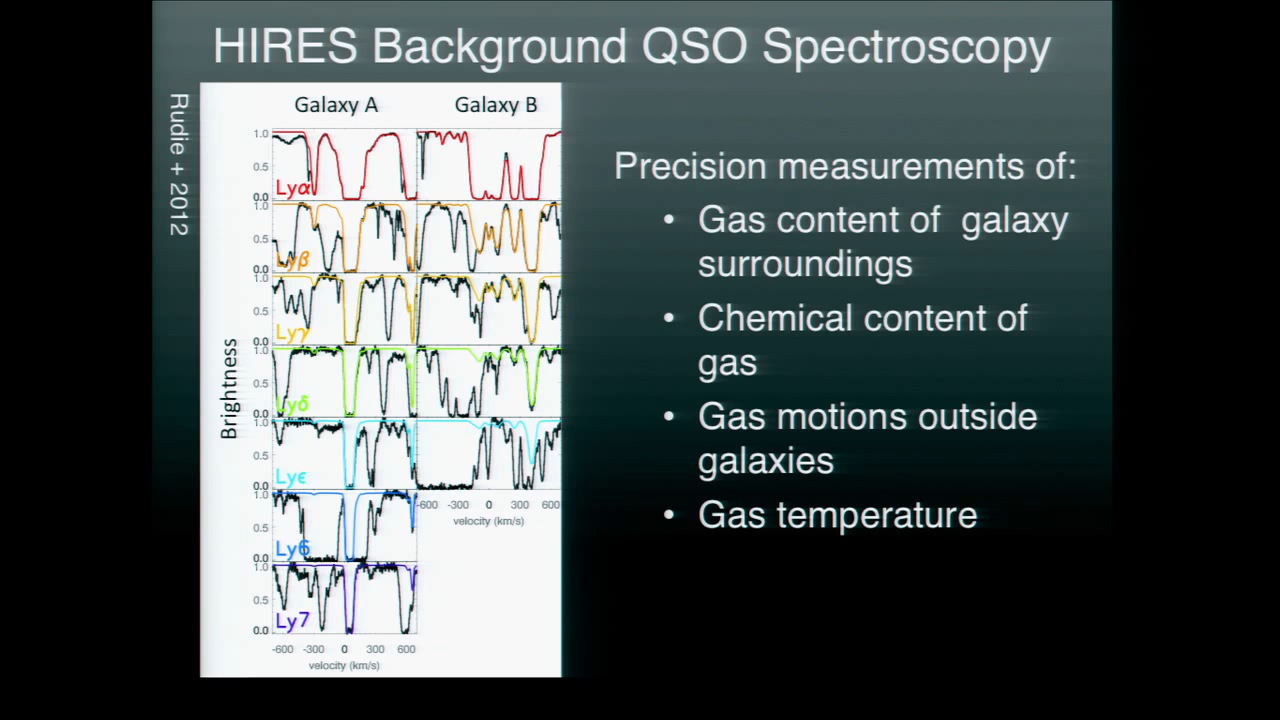 HIRES Background QSO Spectroscopy
Rudie + 2012
Galaxy A
Galaxy B
Brightness
1.0
0.5
0.0
Lyα
1.0
0.5
0.0
Lyβ
1.0
0.5
0.0
Lyγ
1.0
0.5
0.0
Lyδ
1.0
0.5
0.0
Lyϵ
1.0
0.5
0.0
Ly6
1.0
0.5
0.0
Ly7
-600 -300 0 300 600
velocity (km/s)
-600 -300 0 300 600
velocity (km/s)
Precision measurements of:
• Gas content of galaxy
surroundings
• Chemical content of
gas
• Gas motions outside
galaxies
• Gas temperature